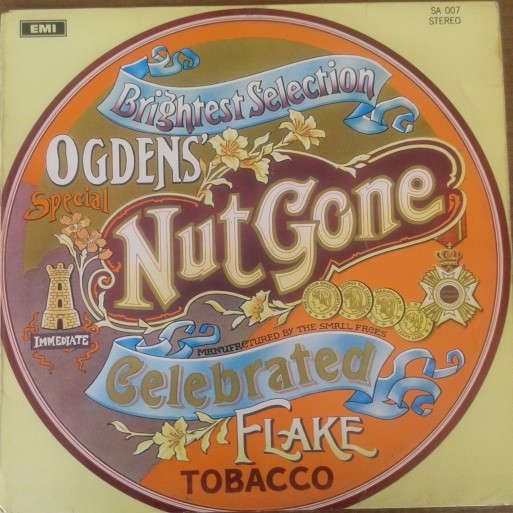 EMI
SA 007
STEREO
Brightest Selection
OGDENS'
Special
Nut Gone
IMMEDIATE
MANUFACTURED BY THE SMALL FACES
Celebrated
FLAKE
TOBACCO